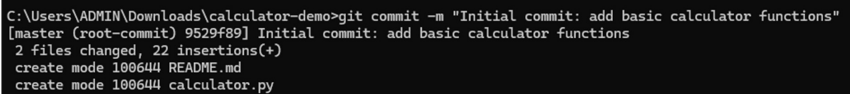 C:\Users\ADMIN\Downloads\calculator-demo>git commit -m "Initial commit: add basic calculator functions"
[master (root-commit) 9529f89] Initial commit: add basic calculator functions
 2 files changed, 22 insertions(+)
 create mode 100644 README.md
 create mode 100644 calculator.py